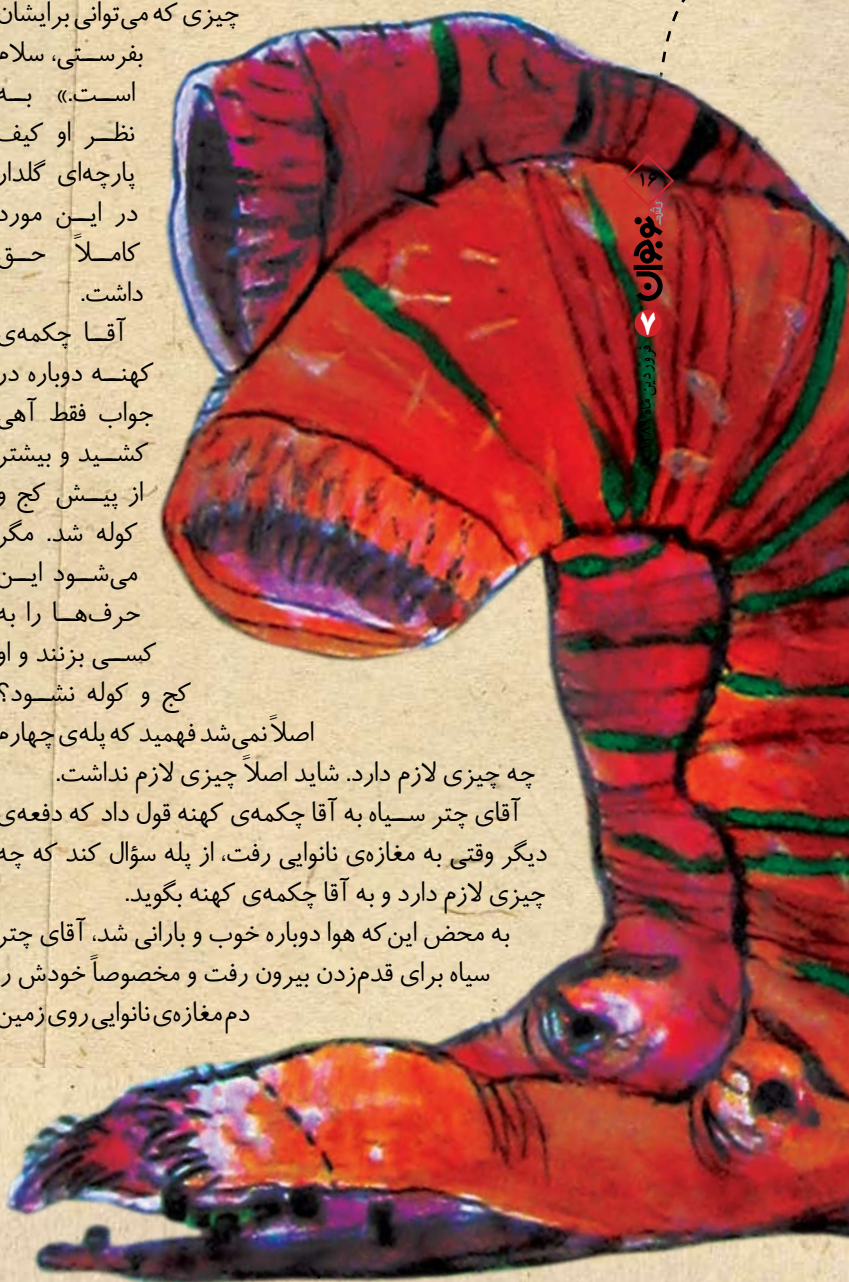 چیزی که می‌توانی برایشان
بفرستی، سلام
است.» به
نظر او کیف
پارچه‌ای گلدار
در این مورد
کاملاً حق
داشت.
آقا چکمه‌ی
کهنه دوباره در
جواب فقط آهی
کشید و بیشتر
از پیش کج و
کوله شد. مگر
می‌شود این
حرف‌ها را به
کسی بزنند و او
کج و کوله نشود؟
اصلاً نمی‌شد فهمید که پله‌ی چهارم
چه چیزی لازم دارد. شاید اصلاً چیزی لازم نداشت.
آقای چتر سیاه به آقا چکمه‌ی کهنه قول داد که دفعه‌ی
دیگر وقتی به مغازه‌ی نانوایی رفت، از پله سؤال کند که چه
چیزی لازم دارد و به آقا چکمه‌ی کهنه بگوید.
به محض این‌که هوا دوباره خوب و بارانی شد، آقای چتر
سیاه برای قدم‌زدن بیرون رفت و مخصوصاً خودش ر
دم مغازه‌ی نانوایی روی زمین
۱۶
رشد
نوجوان
۷
فروردین ماه